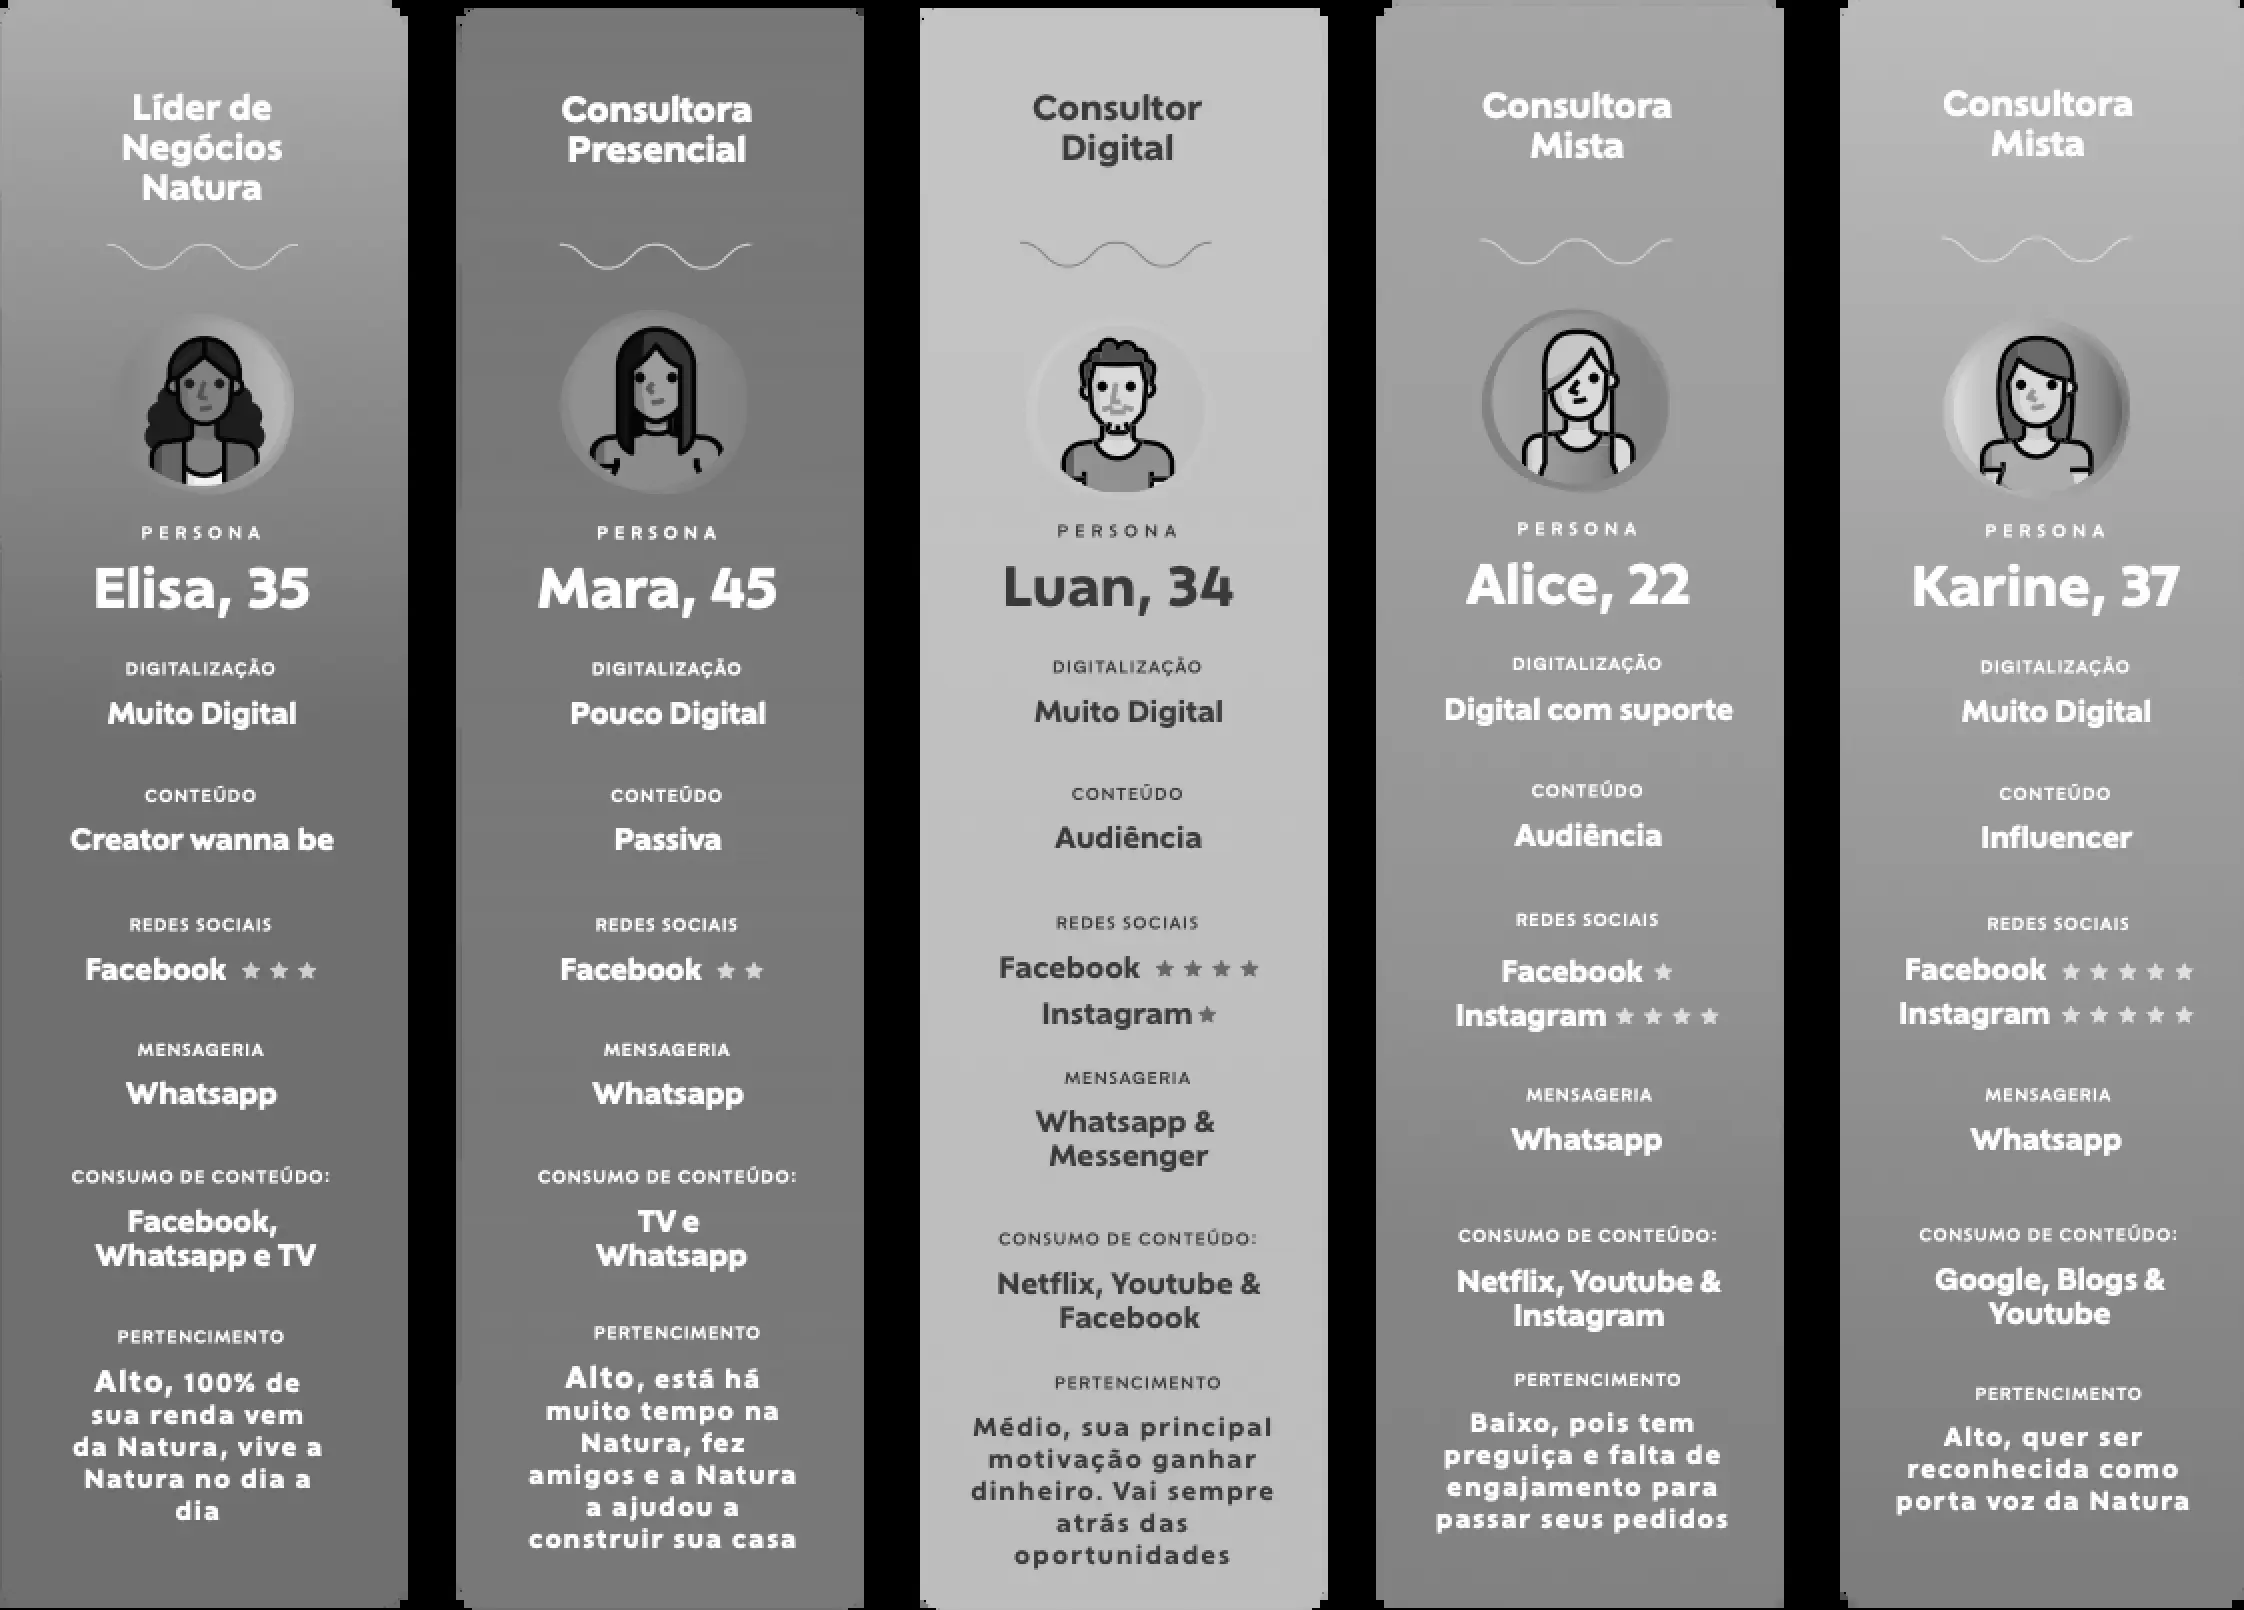 Líder de
Negócios
Natura
PERSONA
Elisa, 35
DIGITALIZAÇÃO
Muito Digital
CONTEÚDO
Creator wanna be
REDES SOCIAIS
Facebook ★ ★ ★
MENSAGERIA
Whatsapp
CONSUMO DE CONTEÚDO:
Facebook,
Whatsapp e TV
PERTENCIMENTO
Alto, 100% de
sua renda vem
da Natura, vive a
Natura no dia a
dia
Consultora
Presencial
PERSONA
Mara, 45
DIGITALIZAÇÃO
Pouco Digital
CONTEÚDO
Passiva
REDES SOCIAIS
Facebook ★ ★
MENSAGERIA
Whatsapp
CONSUMO DE CONTEÚDO:
TV e
Whatsapp
PERTENCIMENTO
Alto, está há
muito tempo na
Natura, fez
amigos e a Natura
a ajudou a
construir sua casa
Consultor
Digital
PERSONA
Luan, 34
DIGITALIZAÇÃO
Muito Digital
CONTEÚDO
Audiência
REDES SOCIAIS
Facebook ★ ★ ★ ★
Instagram ★
MENSAGERIA
Whatsapp &
Messenger
CONSUMO DE CONTEÚDO:
Netflix, Youtube &
Facebook
PERTENCIMENTO
Médio, sua principal
motivação ganhar
dinheiro. Vai sempre
atrás das
oportunidades
Consultora
Mista
PERSONA
Alice, 22
DIGITALIZAÇÃO
Digital com suporte
CONTEÚDO
Audiência
REDES SOCIAIS
Facebook ★
Instagram ★ ★ ★ ★
MENSAGERIA
Whatsapp
CONSUMO DE CONTEÚDO:
Netflix, Youtube &
Instagram
PERTENCIMENTO
Baixo, pois tem
preguiça e falta de
engajamento para
passar seus pedidos
Consultora
Mista
PERSONA
Karine, 37
DIGITALIZAÇÃO
Muito Digital
CONTEÚDO
Influencer
REDES SOCIAIS
Facebook ★ ★ ★ ★ ★
Instagram ★ ★ ★ ★ ★
MENSAGERIA
Whatsapp
CONSUMO DE CONTEÚDO:
Google, Blogs &
Youtube
PERTENCIMENTO
Alto, quer ser
reconhecida como
porta voz da Natura